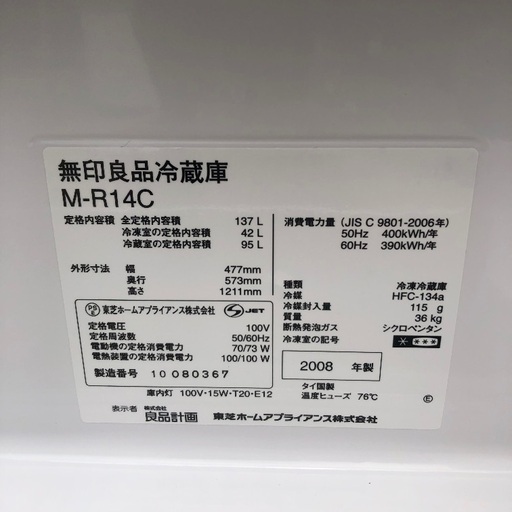 無印良品冷蔵庫
M-R14C
定格内容積 全定格内容積 137 L
冷凍室の定格内容積 42 L
冷蔵室の定格内容積 95 L
外形寸法 幅 477mm
奥行 573mm
高さ 1211mm
PSE 東芝ホームアプライアンス株式会社 S-JET
定格電圧 100V
定格周波数 50/60Hz
電動機の定格消費電力 70/73 W
電熱装置の定格消費電力 100/100 W
製造番号 10 080367
庫内灯 100V・15W・T20・E12
消費電力量 (JIS C 9801-2006年)
50Hz 400kWh/年
60Hz 390kWh/年
種類 冷凍冷蔵庫
冷媒 HFC-134a
冷媒封入量 115 g
質量 36 kg
断熱発泡ガス シクロペンタン
冷凍室の記号 * ***
2008 年製
タイ国製
温度ヒューズ 76℃
E
表示者 株式会社 良品計画 東芝ホームアプライアンス株式会社